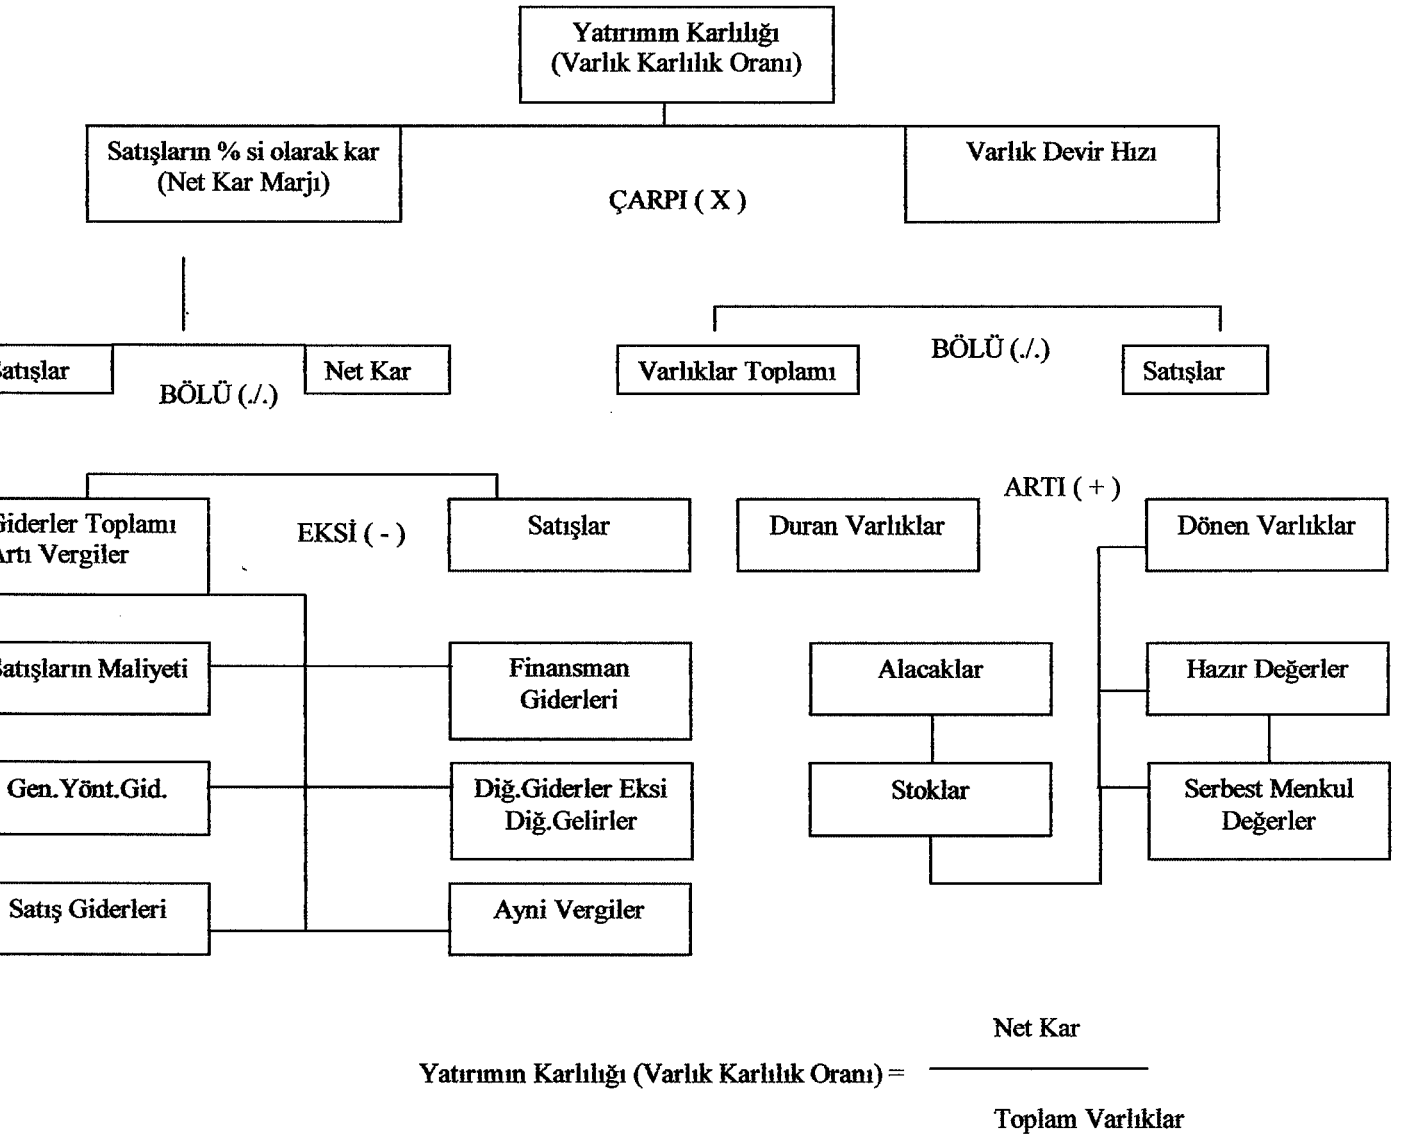 Yatırımın Karlılığı
(Varlık Karlılık Oranı)
Satışların % si olarak kar
(Net Kar Marjı)
ÇARPI ( X )
Varlık Devir Hızı
atışlar
BÖLÜ (./.)
Net Kar
Varlıklar Toplamı
BÖLÜ (./.)
Satışlar
Giderler Toplamı
Artı Vergiler
EKSİ ( - )
Satışlar
Duran Varlıklar
ARTI ( + )
Dönen Varlıklar
Satışların Maliyeti
Finansman
Giderleri
Alacaklar
Hazır Değerler
Gen.Yönt.Gid.
Diğ.Giderler Eksi
Diğ.Gelirler
Stoklar
Serbest Menkul
Değerler
Satış Giderleri
Ayni Vergiler
Net Kar
Yatırımın Karlılığı (Varlık Karlılık Oranı) =
Toplam Varlıklar